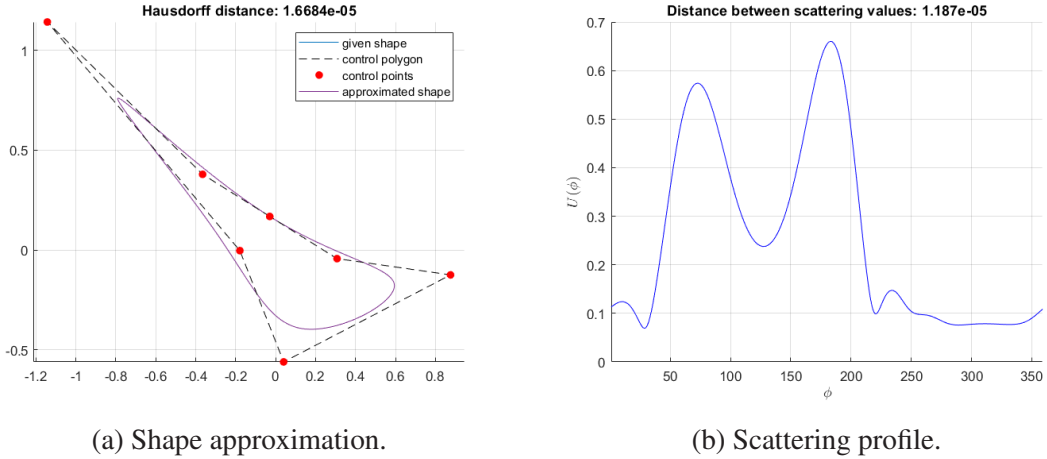 Hausdorff distance: 1.6684e-05
given shape
control polygon
control points
approximated shape
1
0.5
0
-0.5
-1.2 -1 -0.8 -0.6 -0.4 -0.2 0 0.2 0.4 0.6 0.8
(a) Shape approximation.
Distance between scattering values: 1.187e-05
0.7
0.6
0.5
0.4
0.3
0.2
0.1
0
U(ϕ)
50 100 150 200 250 300 350
ϕ
(b) Scattering profile.